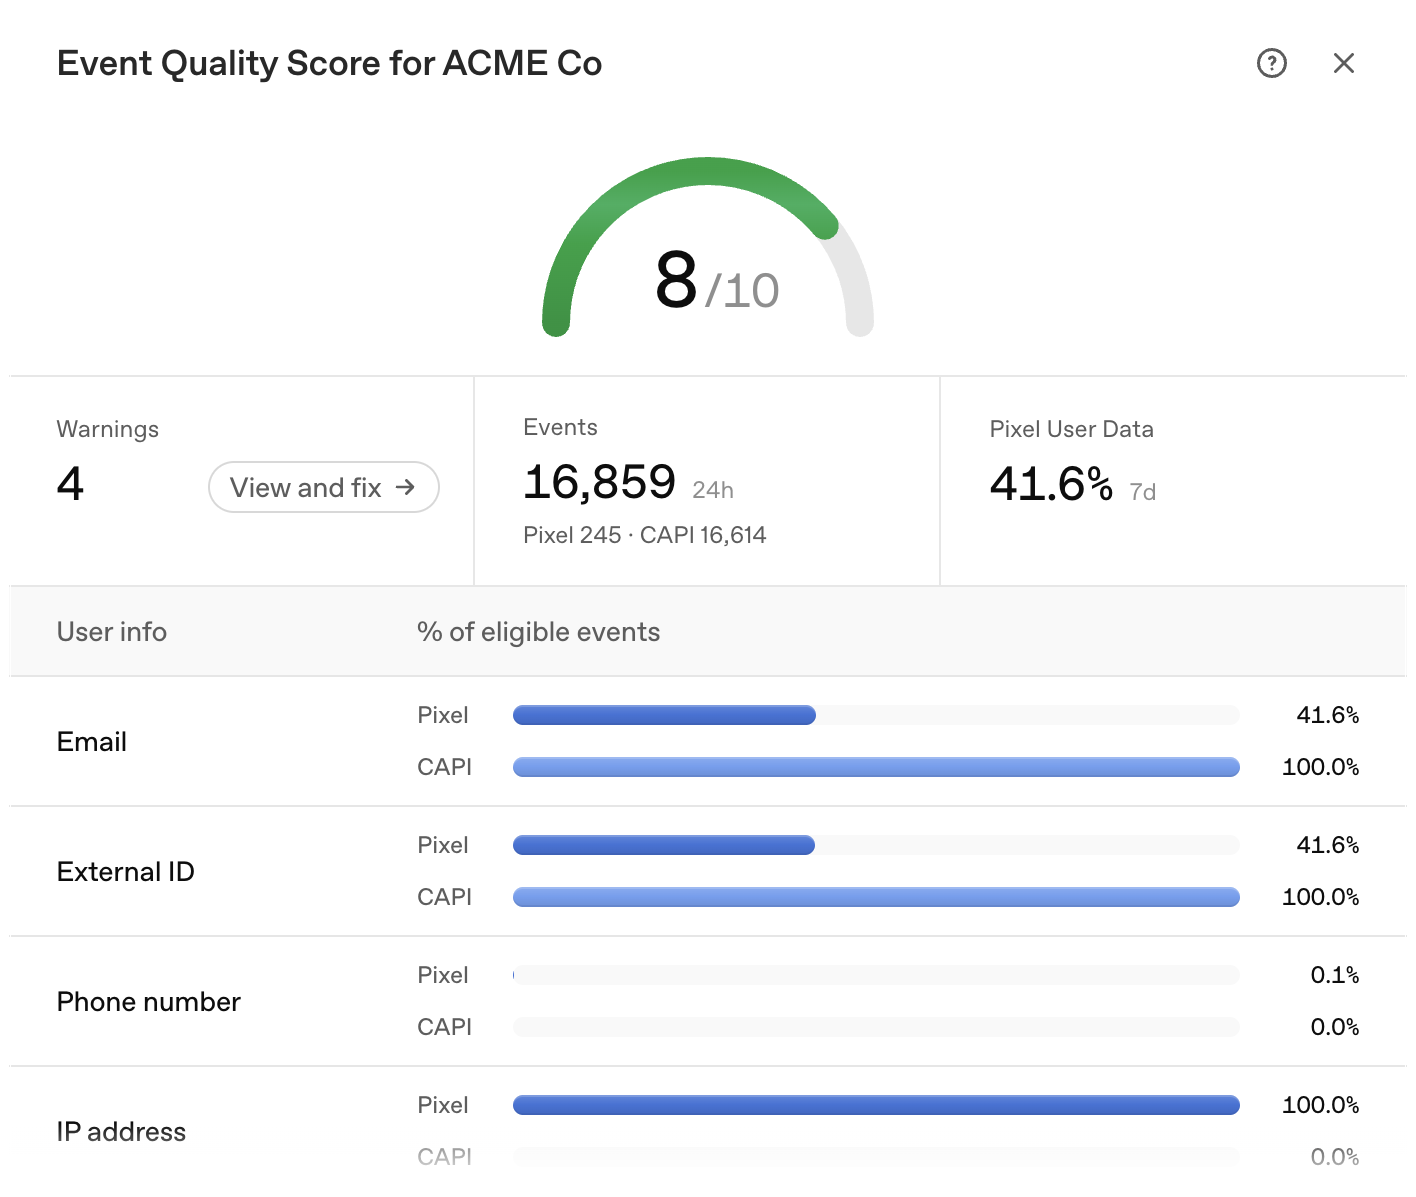 Event Quality Score for ACME Co
?
8/10
Warnings
4
View and fix →
Events
16,859 24h
Pixel 245 · CAPI 16,614
Pixel User Data
41.6% 7d
User info % of eligible events
Email
Pixel 41.6%
CAPI 100.0%
External ID
Pixel 41.6%
CAPI 100.0%
Phone number
Pixel 0.1%
CAPI 0.0%
IP address
Pixel 100.0%
CAPI 0.0%